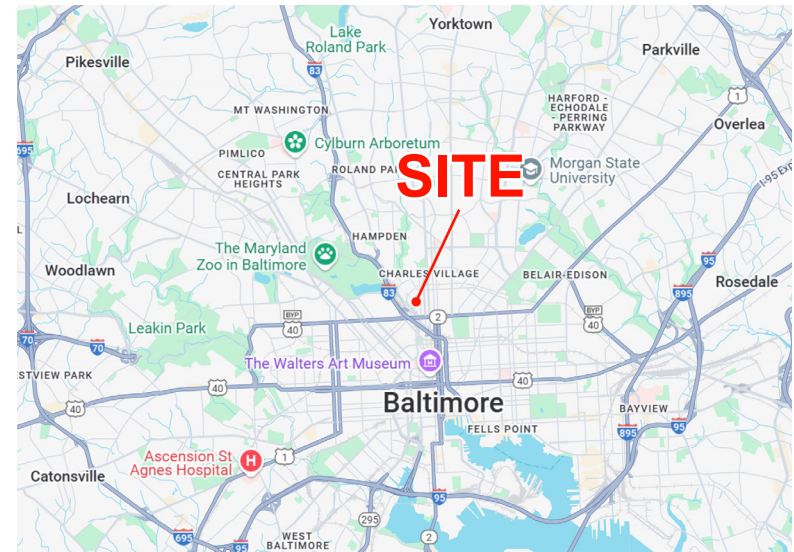 Yorktown
Lake
Roland Park
Parkville
Pikesville
83
1
HARFORD -
ECHODALE
- PERRING
PARKWAY
MT WASHINGTON
Overlea
Cylburn Arboretum
695
PIMLICO
SITE
Morgan State
University
CENTRAL PARK
HEIGHTS
ROLAND PA
I-95 E
Lochearn
HAMPDEN
The Maryland
Zoo in Baltimore
95
Woodlawn
CHARLES VILLAGE
BELAIR-EDISON
Rosedale
83
895
BYP
40
2
BYP
40
Leakin Park
70
70
The Walters Art Museum
STVIEW PARK
40
40
40
Baltimore
BAYVIEW
FELLS POINT
895
95
Ascension St
Agnes Hospital
H
1
Catonsville
95
295
695
95
WEST
BALTIMORE
2